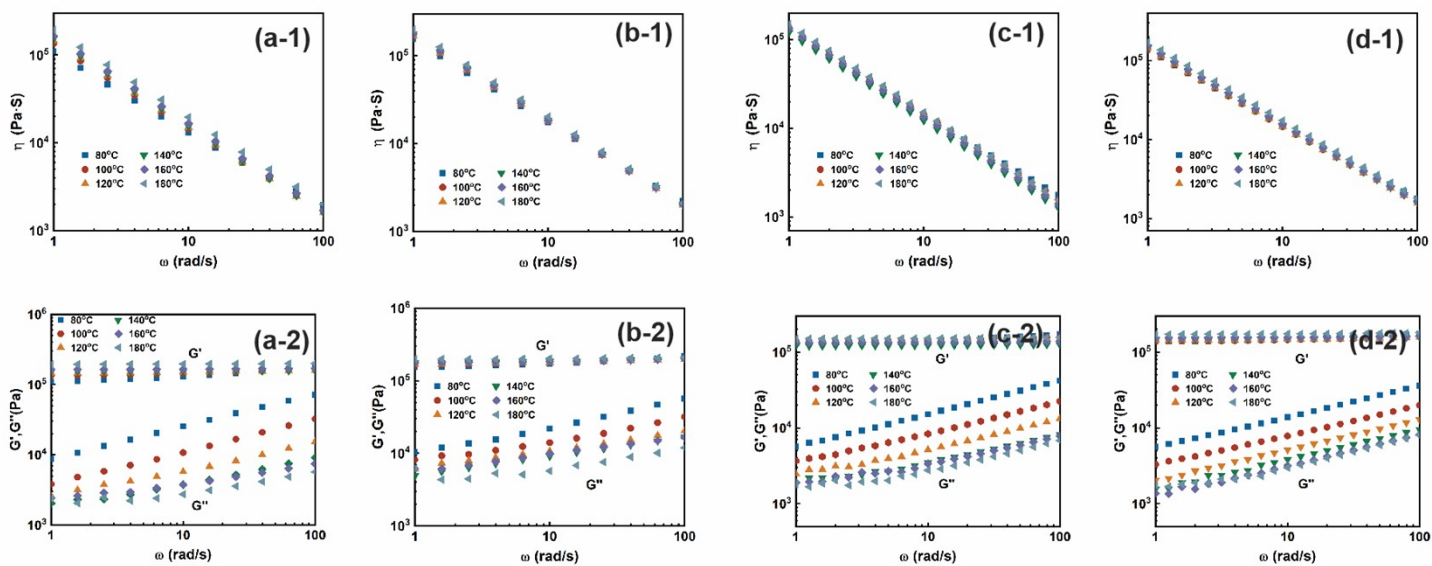 (a-1)
10⁵
10⁴
10³
η (Pa·S)
80°C 140°C
100°C 160°C
120°C 180°C
1 10 100
ω (rad/s)
(b-1)
10⁵
10⁴
10³
η (Pa·S)
80°C 140°C
100°C 160°C
120°C 180°C
1 10 100
ω (rad/s)
(c-1)
10⁵
10⁴
10³
η (Pa·S)
80°C 140°C
100°C 160°C
120°C 180°C
1 10 100
ω (rad/s)
(d-1)
10⁵
10⁴
10³
η (Pa·S)
80°C 140°C
100°C 160°C
120°C 180°C
1 10 100
ω (rad/s)
10⁶
80°C 140°C
100°C 160°C
120°C 180°C
(a-2)
G'
10⁵
10⁴
10³
G',G''(Pa)
G''
1 10 100
ω (rad/s)
10⁶
(b-2)
G'
10⁵
10⁴
10³
G',G''(Pa)
80°C 140°C
100°C 160°C
120°C 180°C
G''
1 10 100
ω (rad/s)
(c-2)
10⁵
10⁴
10³
G',G''(Pa)
G'
80°C 140°C
100°C 160°C
120°C 180°C
G''
1 10 100
ω (rad/s)
(d-2)
10⁵
10⁴
10³
G',G''(Pa)
G'
80°C 140°C
100°C 160°C
120°C 180°C
G''
1 10 100
ω (rad/s)